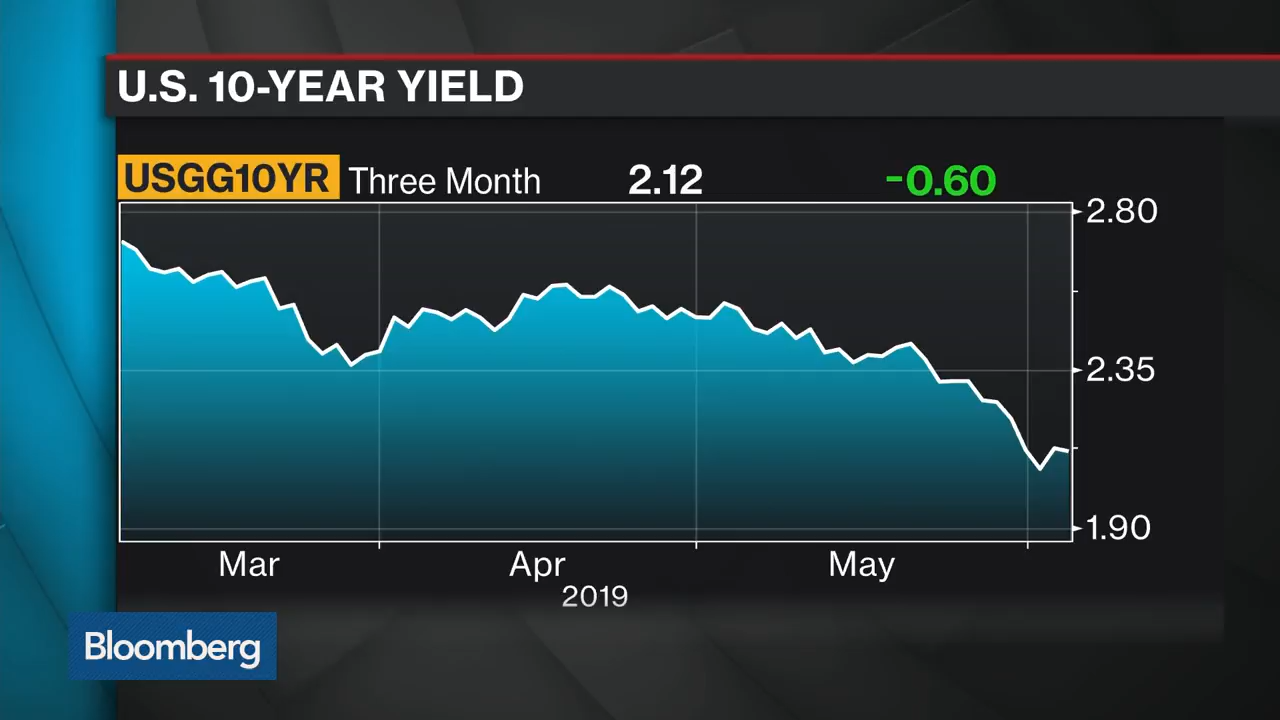 U.S. 10-YEAR YIELD
USGG10YR Three Month 2.12 -0.60
2.80
2.35
1.90
Mar Apr May
2019
Bloomberg